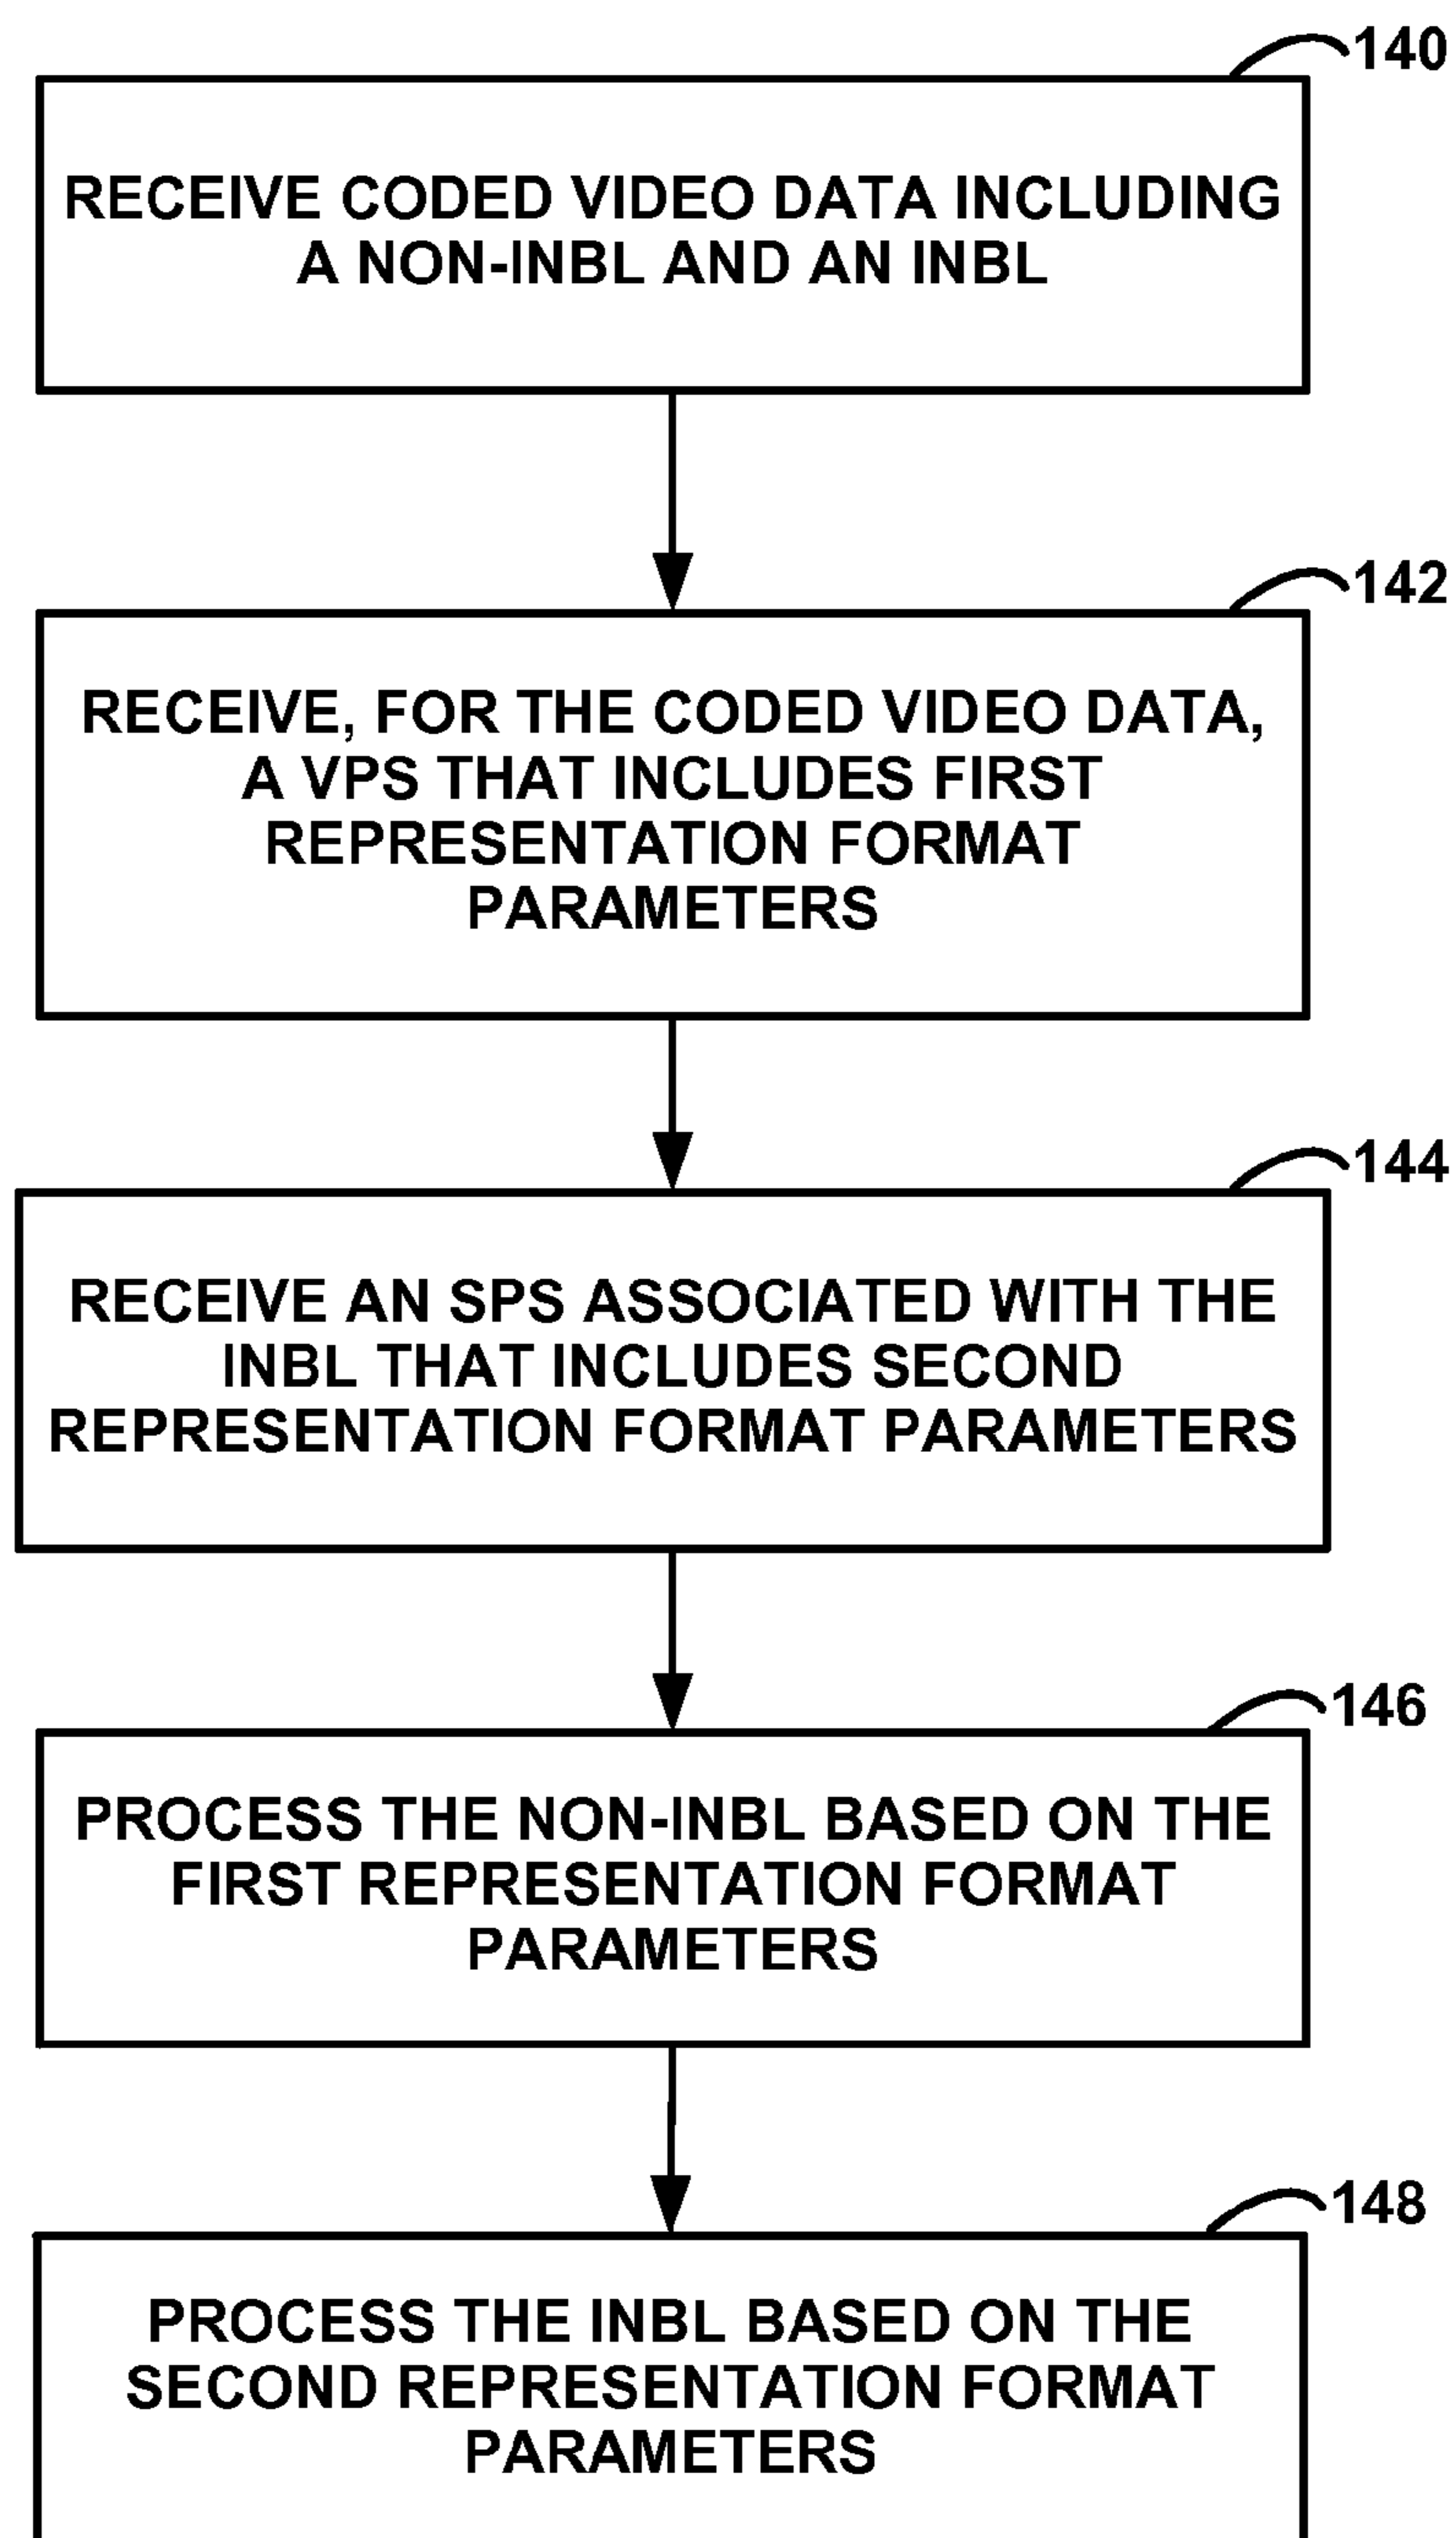 140
RECEIVE CODED VIDEO DATA INCLUDING
A NON-INBL AND AN INBL
142
RECEIVE, FOR THE CODED VIDEO DATA,
A VPS THAT INCLUDES FIRST
REPRESENTATION FORMAT
PARAMETERS
144
RECEIVE AN SPS ASSOCIATED WITH THE
INBL THAT INCLUDES SECOND
REPRESENTATION FORMAT PARAMETERS
146
PROCESS THE NON-INBL BASED ON THE
FIRST REPRESENTATION FORMAT
PARAMETERS
148
PROCESS THE INBL BASED ON THE
SECOND REPRESENTATION FORMAT
PARAMETERS